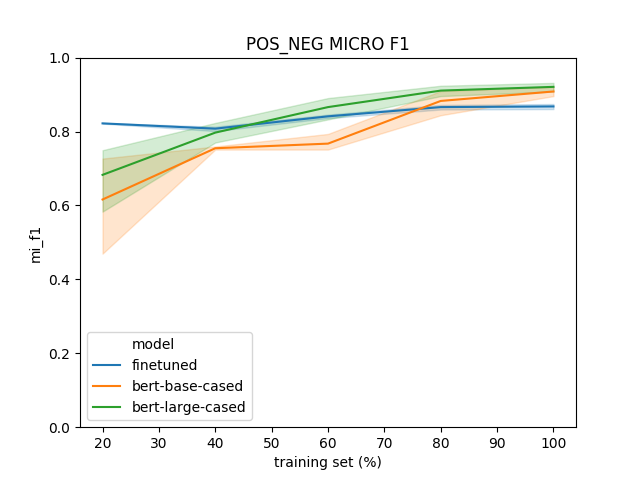 POS_NEG MICRO F1
mi_f1
1.0
0.8
0.6
0.4
0.2
0.0
model
finetuned
bert-base-cased
bert-large-cased
20 30 40 50 60 70 80 90 100
training set (%)